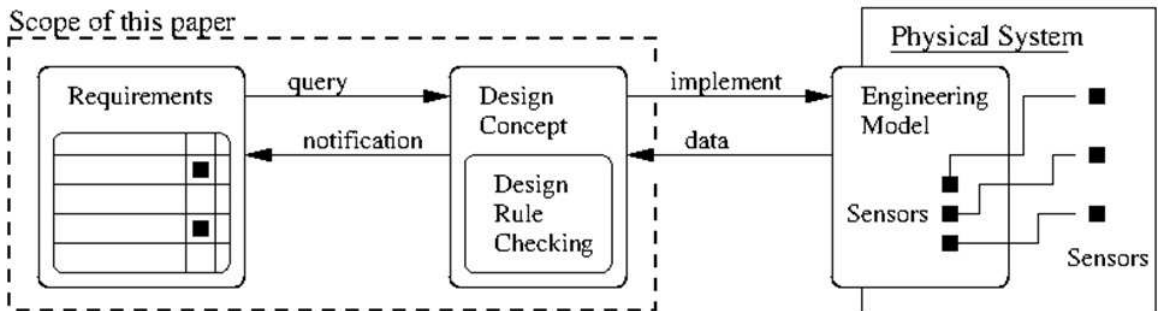 Scope of this paper
Physical System
Requirements
query
Design
Concept
implement
Engineering
Model
notification
data
Design
Rule
Checking
Sensors
Sensors